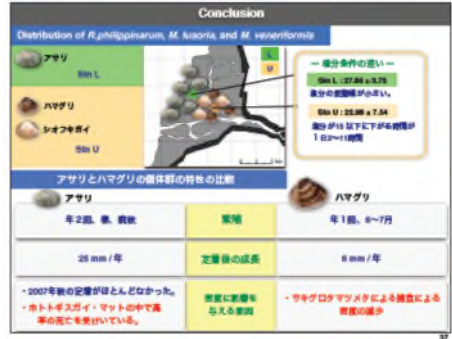 Conclusion
Distribution of R.philippinarum, M. lusoria, and M. veneriformis
アサリ
Stn L
ハマグリ
シオフキガイ
Stn U
L
U
ー 塩分条件の違い ー
Stn L : 27.84 ± 3.73
塩分の変動幅が小さい。
Stn U : 22.98 ± 7.54
塩分が15 以下に下がる時間が
1日2〜11時間
アサリとハマグリの個体群の特性の比較
アサリ
ハマグリ
年2回、春、晩秋
繁殖
年1回、6〜7月
25 mm / 年
定着後の成長
6 mm / 年
・2007年秋の定着がほとんどなかった。
・ホトトギスガイ・マットの中で高
率の死亡を受けている。
密度に影響を
与える要因
・サキグロタマツメタによる捕食による
密度の減少
37